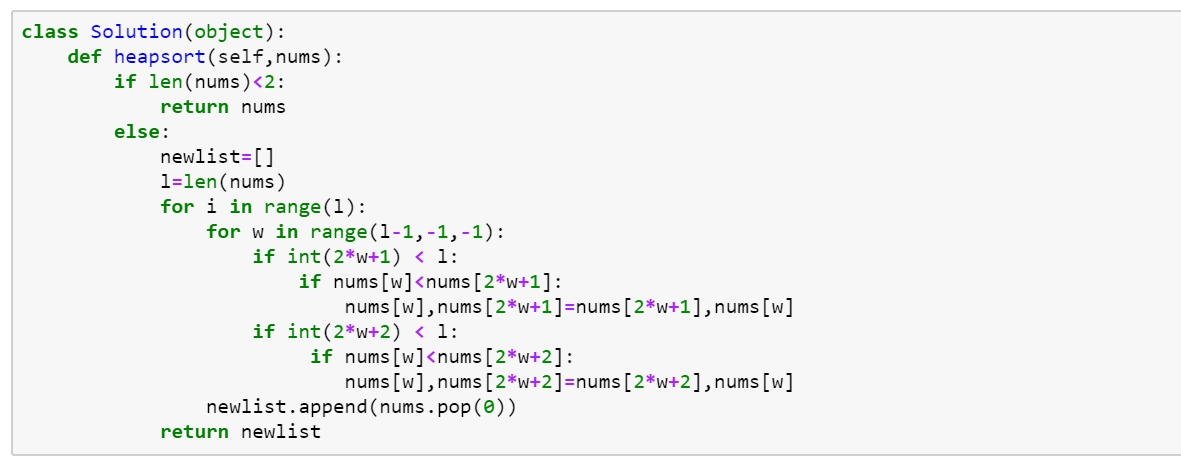 class Solution(object):
    def heapsort(self,nums):
        if len(nums)<2:
            return nums
        else:
            newlist=[]
            l=len(nums)
            for i in range(l):
                for w in range(l-1,-1,-1):
                    if int(2*w+1) < l:
                        if nums[w]<nums[2*w+1]:
                            nums[w],nums[2*w+1]=nums[2*w+1],nums[w]
                    if int(2*w+2) < l:
                         if nums[w]<nums[2*w+2]:
                            nums[w],nums[2*w+2]=nums[2*w+2],nums[w]
                newlist.append(nums.pop(0))
            return newlist